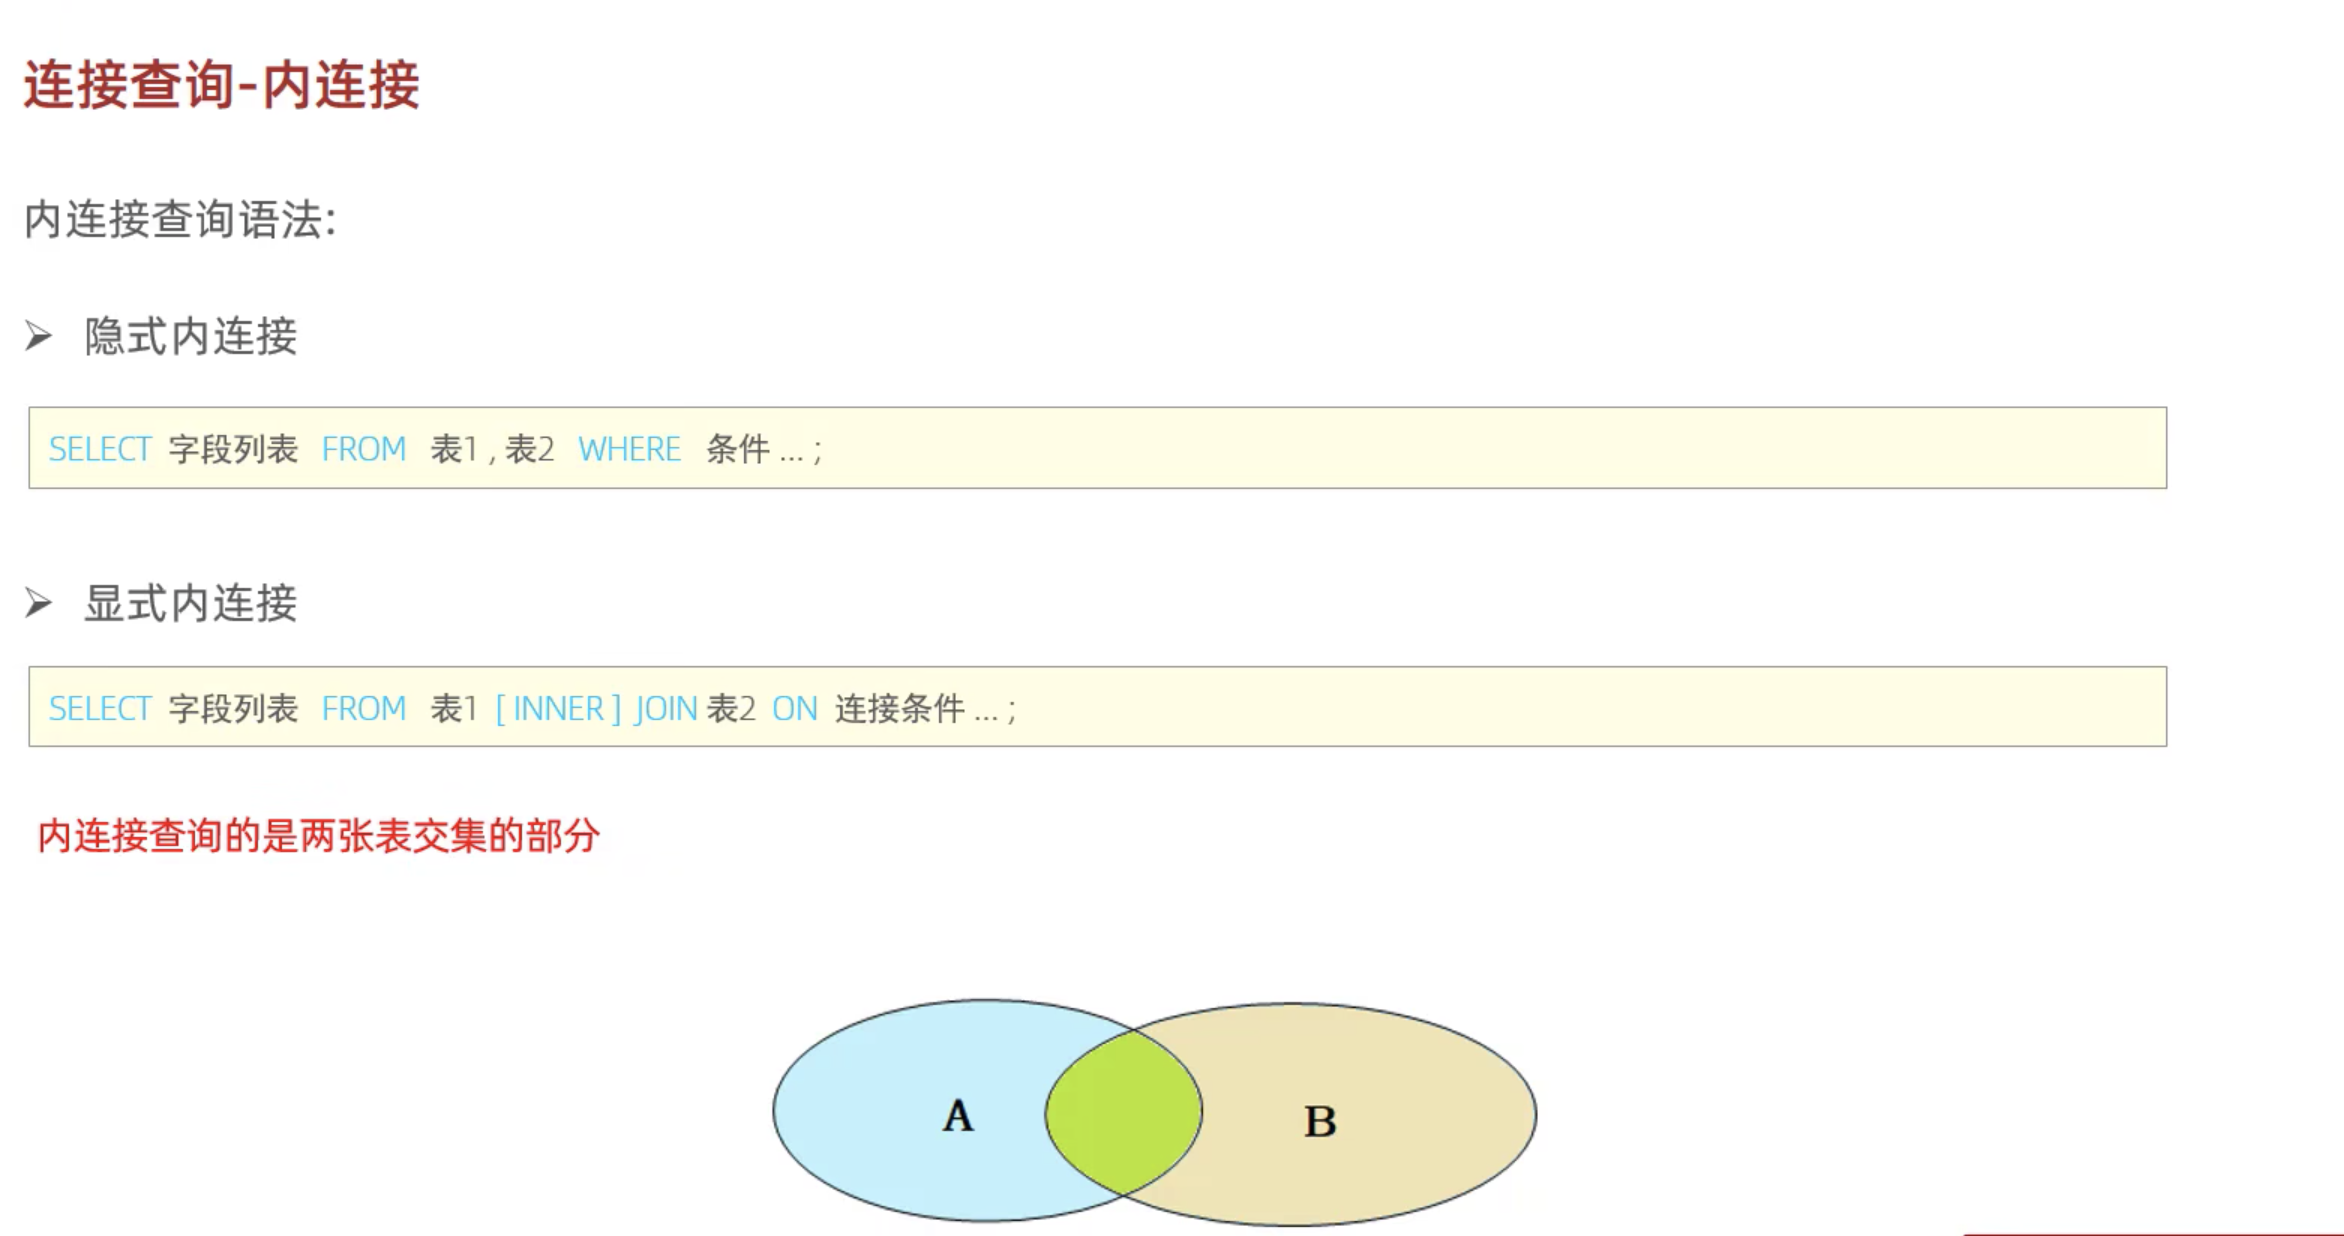 连接查询-内连接
内连接查询语法:
隐式内连接
SELECT 字段列表 FROM 表1 , 表2 WHERE 条件 ... ;
显式内连接
SELECT 字段列表 FROM 表1 [ INNER ] JOIN 表2 ON 连接条件 ... ;
内连接查询的是两张表交集的部分
A B